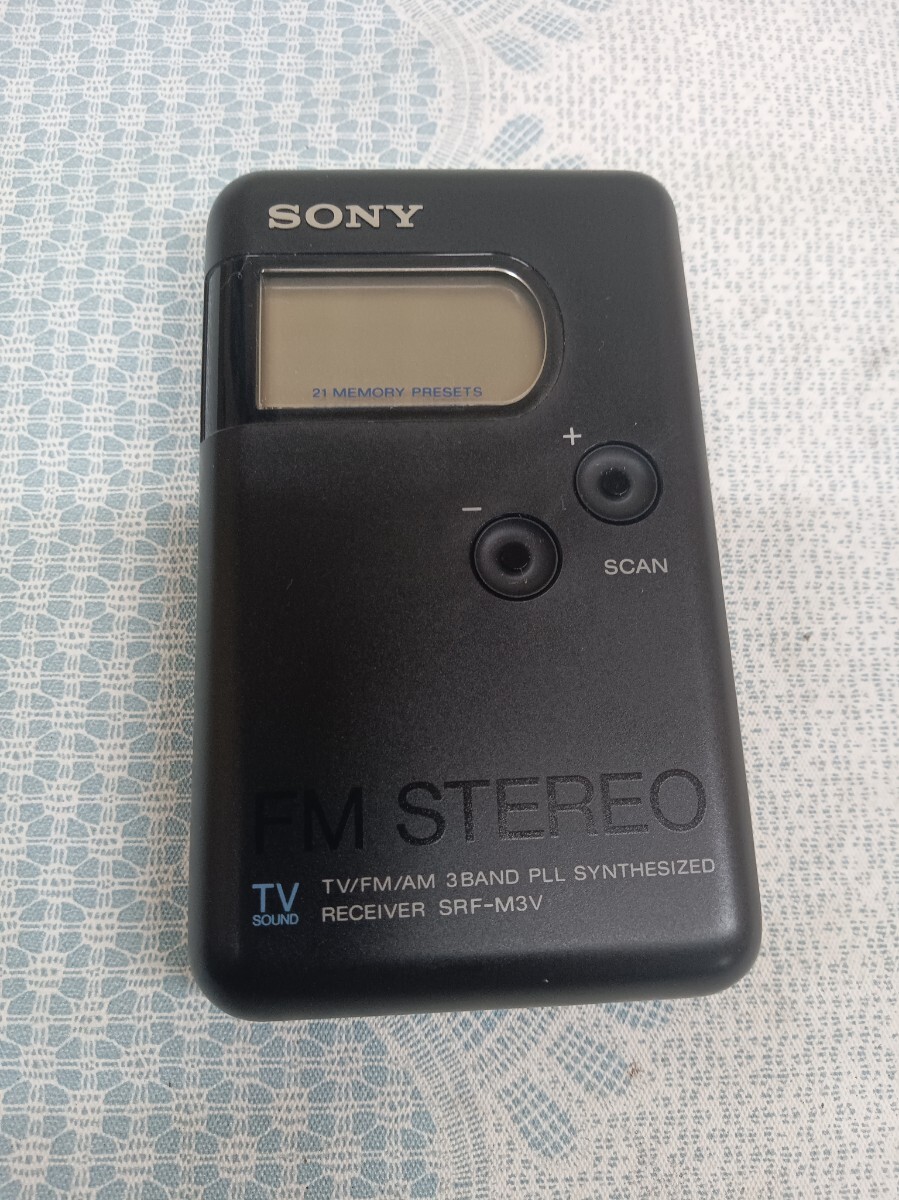 SONY
21 MEMORY PRESETS
+
−
SCAN
FM STEREO
TV SOUND
TV/FM/AM 3BAND PLL SYNTHESIZED
RECEIVER SRF-M3V